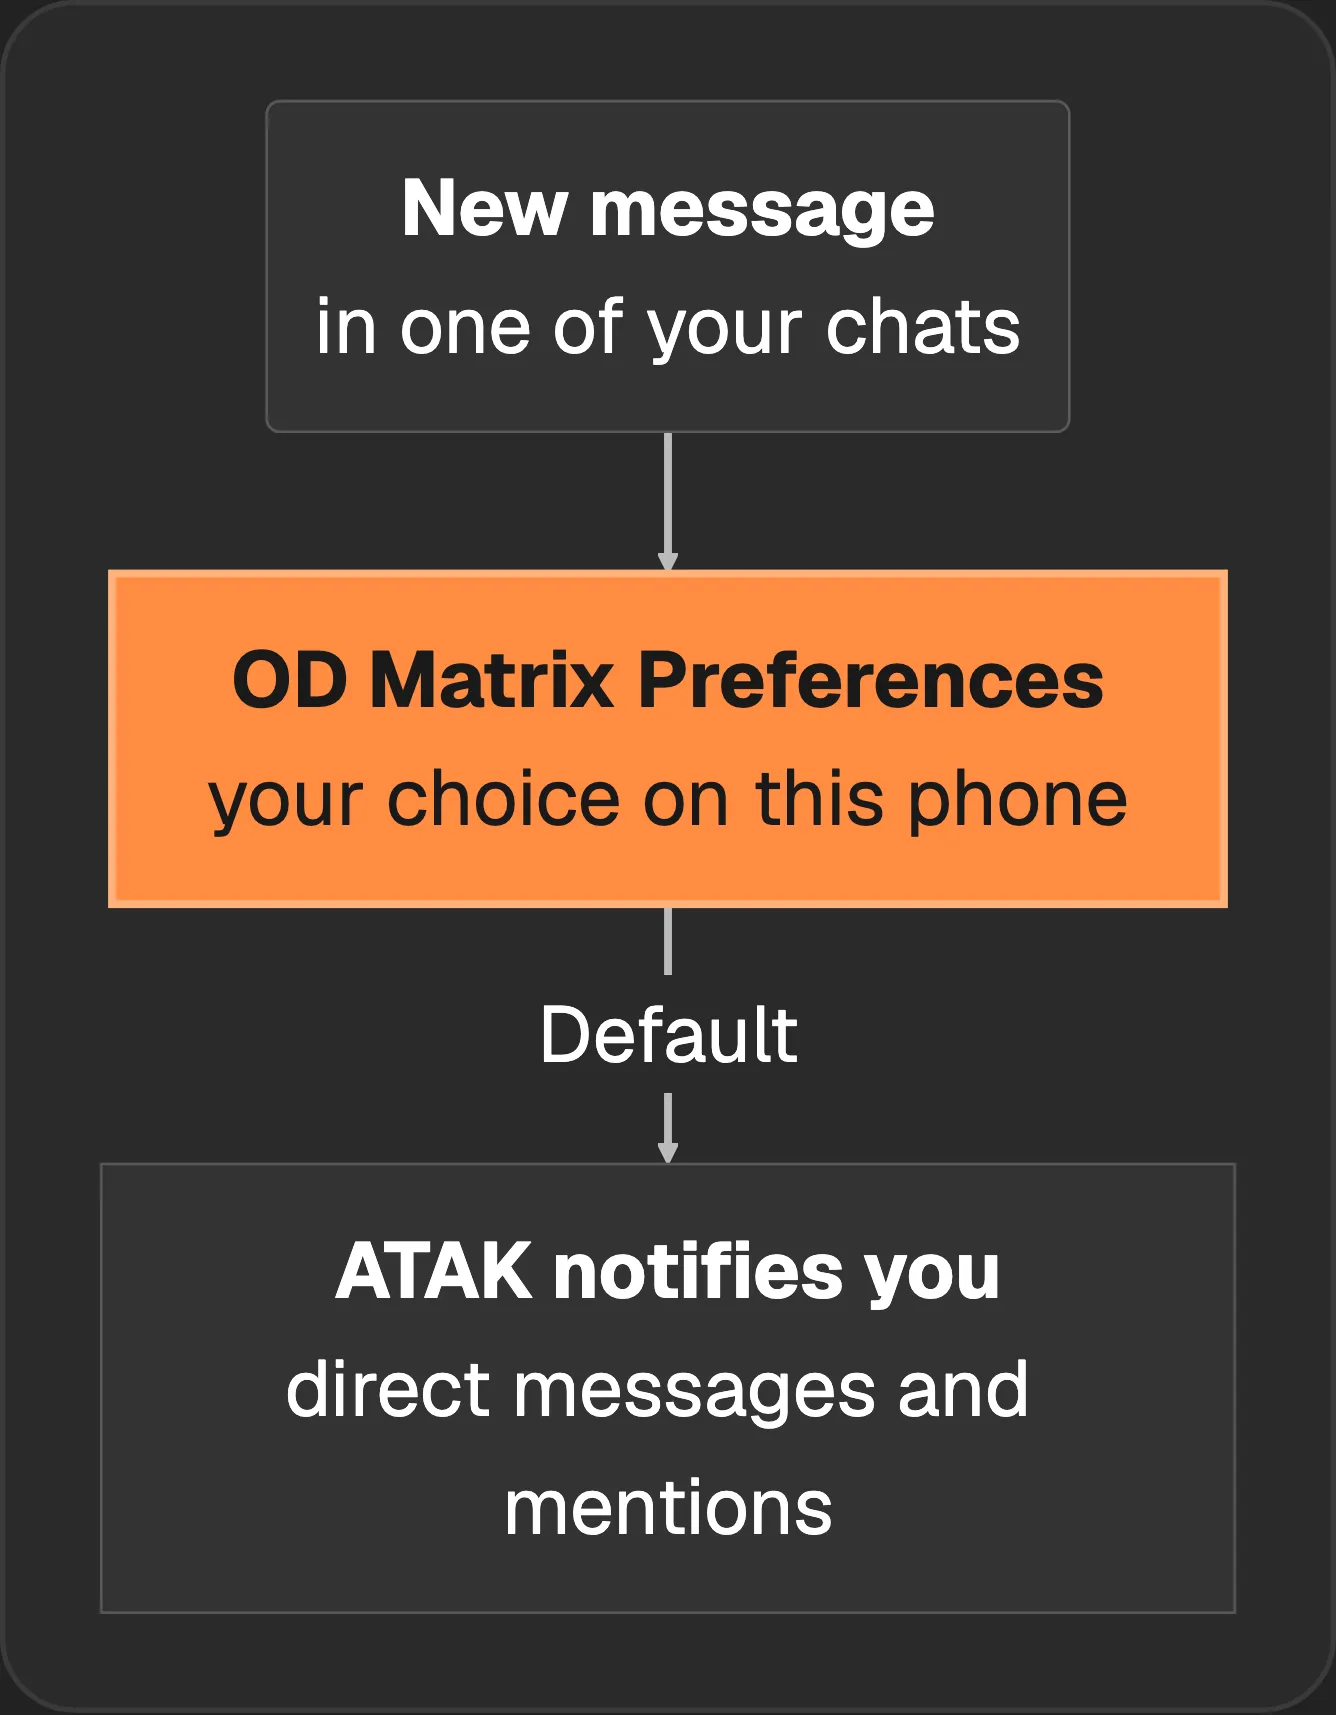 New message
in one of your chats
OD Matrix Preferences
your choice on this phone
Default
ATAK notifies you
direct messages and
mentions